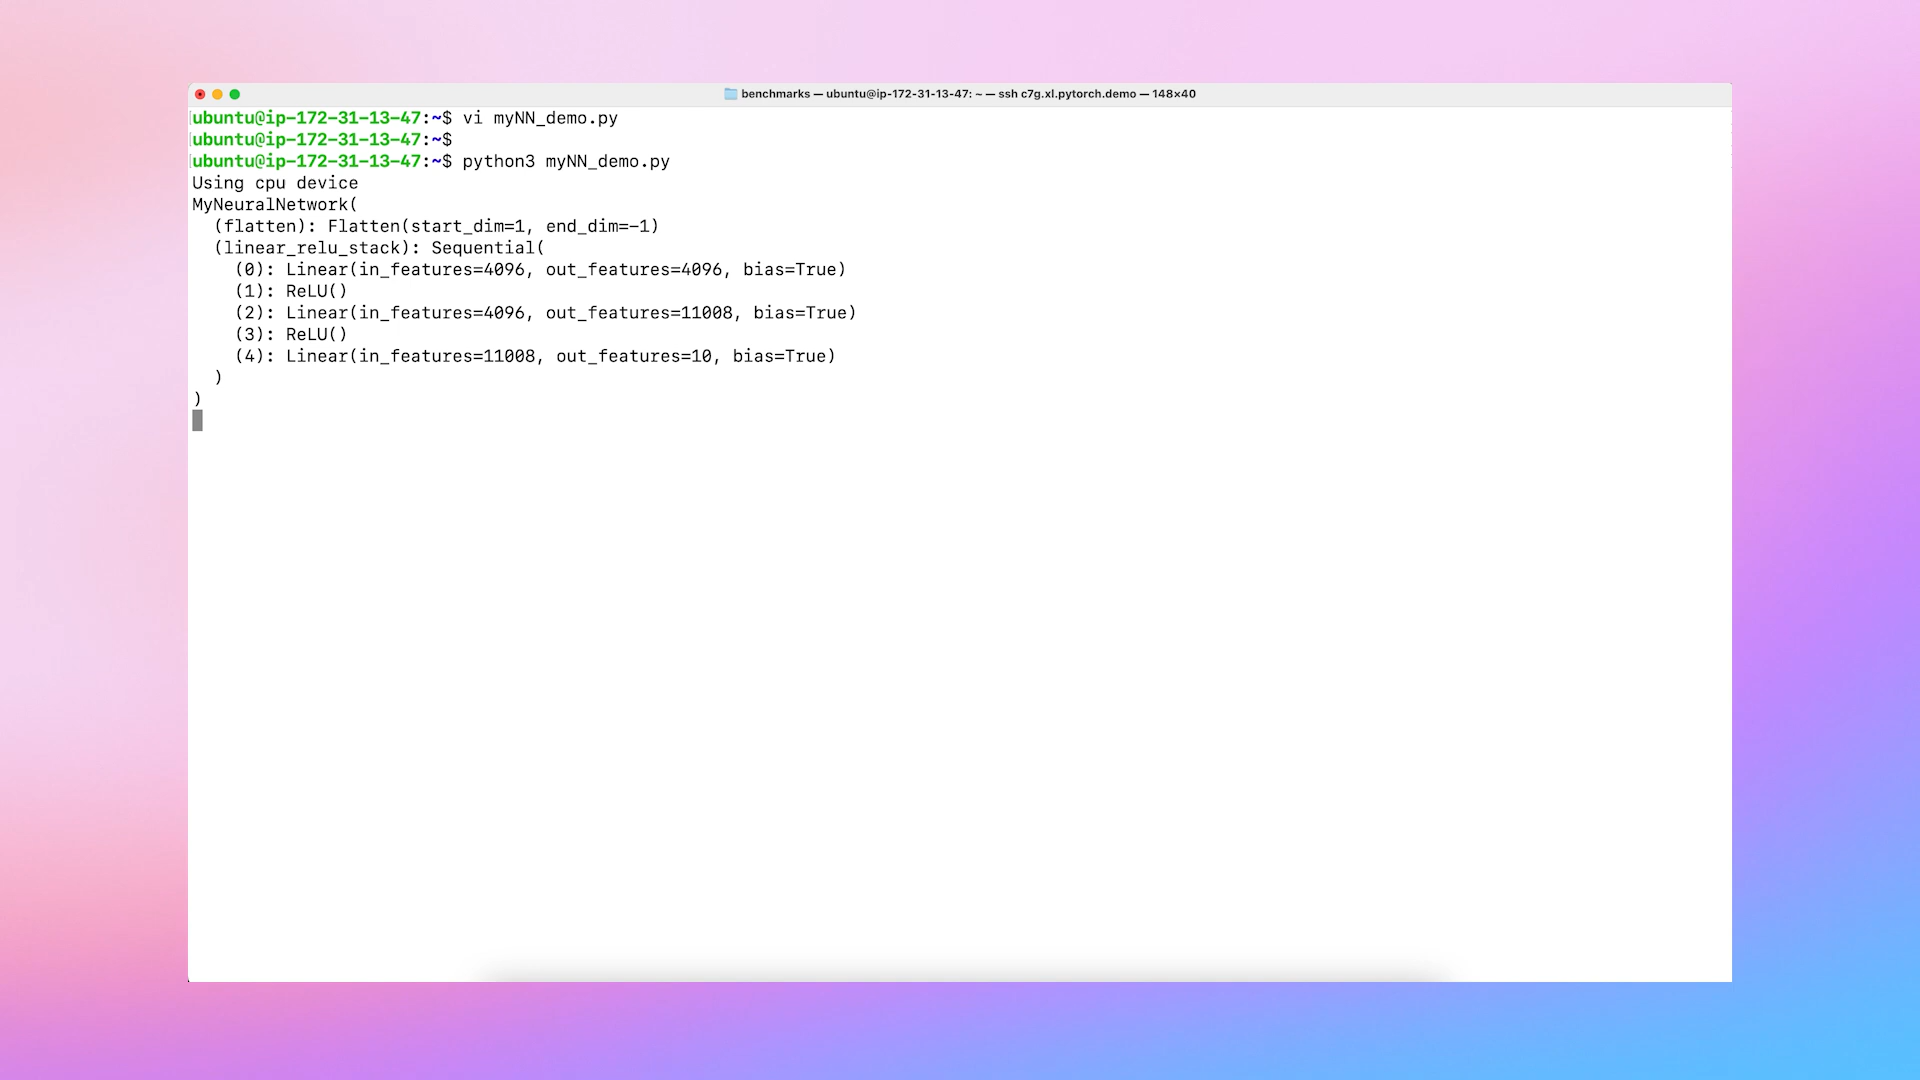 benchmarks — ubuntu@ip-172-31-13-47: ~ — ssh c7g.xl.pytorch.demo — 148×40
ubuntu@ip-172-31-13-47:~$ vi myNN_demo.py
ubuntu@ip-172-31-13-47:~$
ubuntu@ip-172-31-13-47:~$ python3 myNN_demo.py
Using cpu device
MyNeuralNetwork(
  (flatten): Flatten(start_dim=1, end_dim=-1)
  (linear_relu_stack): Sequential(
    (0): Linear(in_features=4096, out_features=4096, bias=True)
    (1): ReLU()
    (2): Linear(in_features=4096, out_features=11008, bias=True)
    (3): ReLU()
    (4): Linear(in_features=11008, out_features=10, bias=True)
  )
)